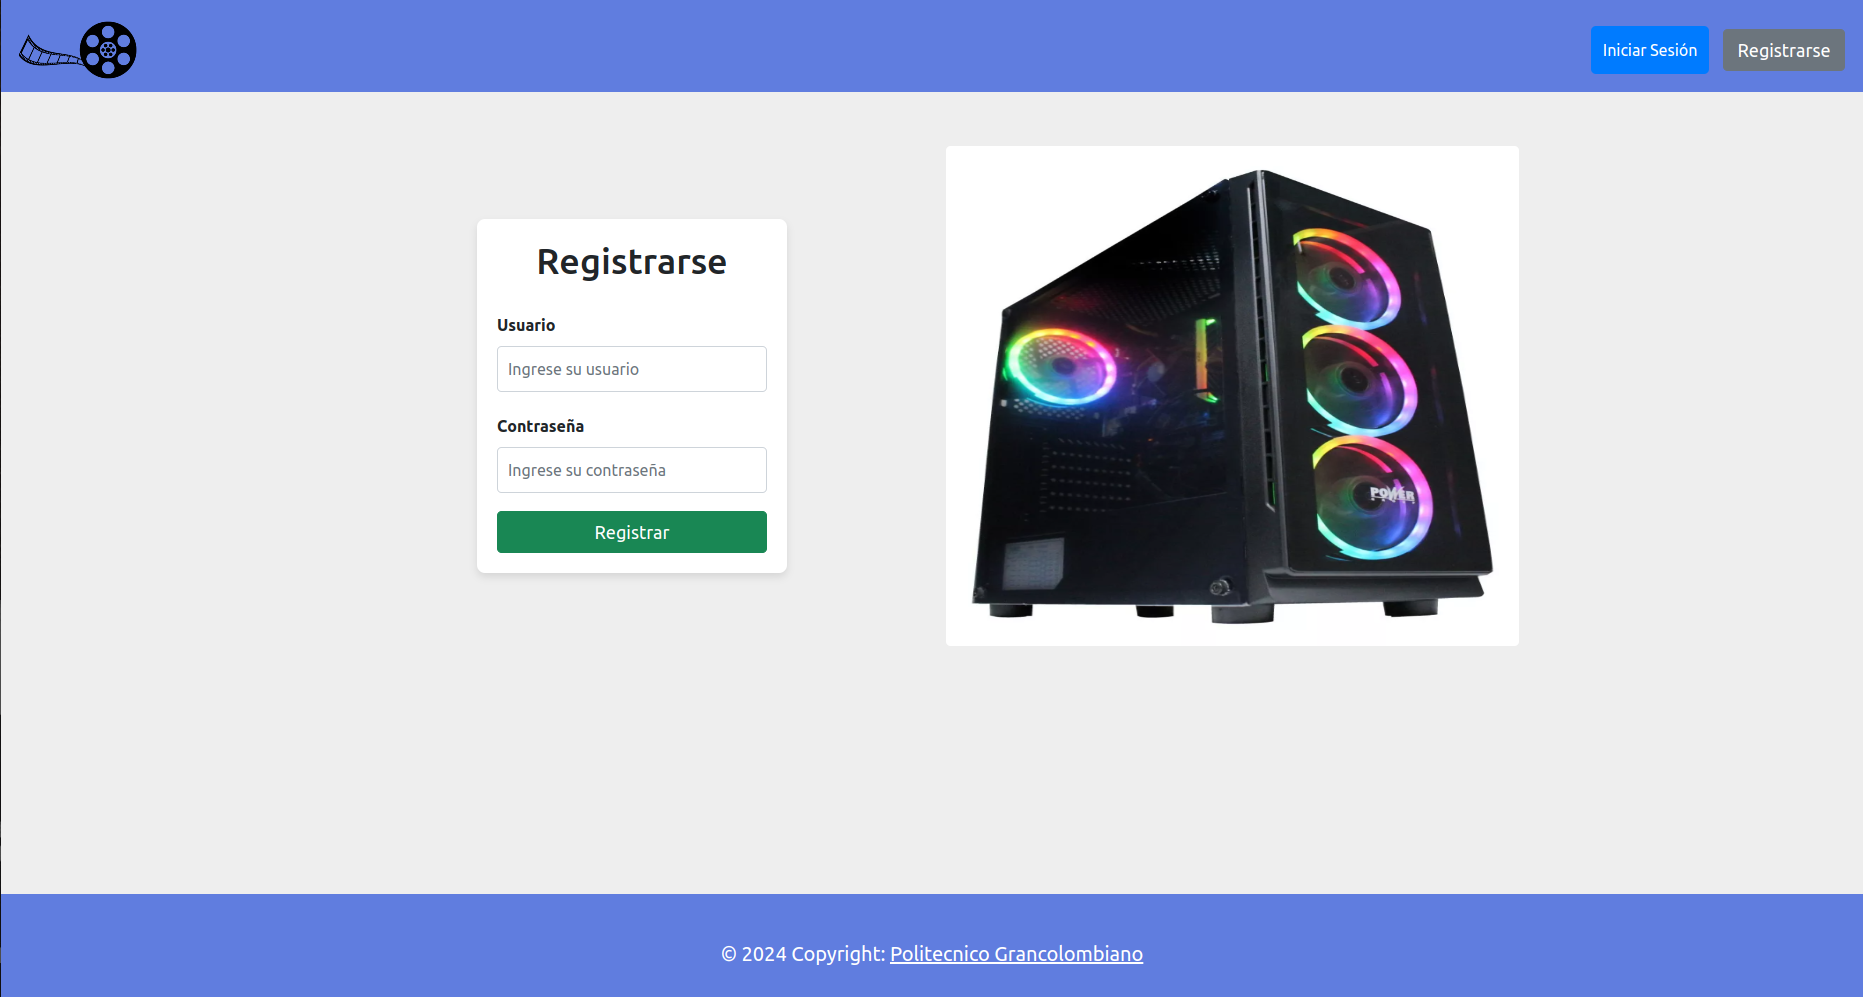 Iniciar Sesión Registrarse
Registrarse
Usuario
Ingrese su usuario
Contraseña
Ingrese su contraseña
Registrar
POWER
© 2024 Copyright: Politecnico Grancolombiano